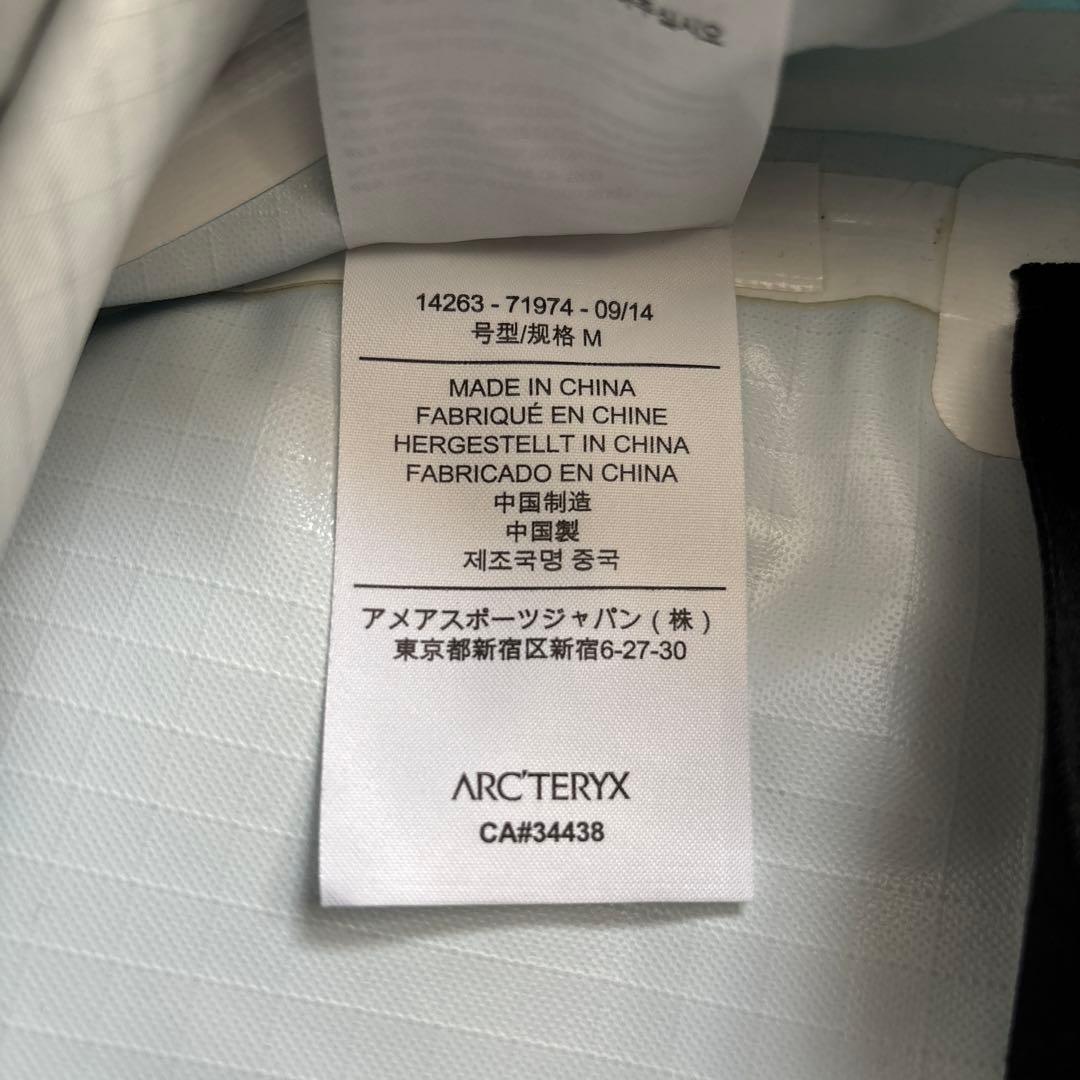 14263 - 71974 - 09/14
号型/规格 M
MADE IN CHINA
FABRIQUÉ EN CHINE
HERGESTELLT IN CHINA
FABRICADO EN CHINA
中国制造
中国製
제조국명 중국
アメアスポーツジャパン ( 株 )
東京都新宿区新宿6-27-30
ARC'TERYX
CA#34438